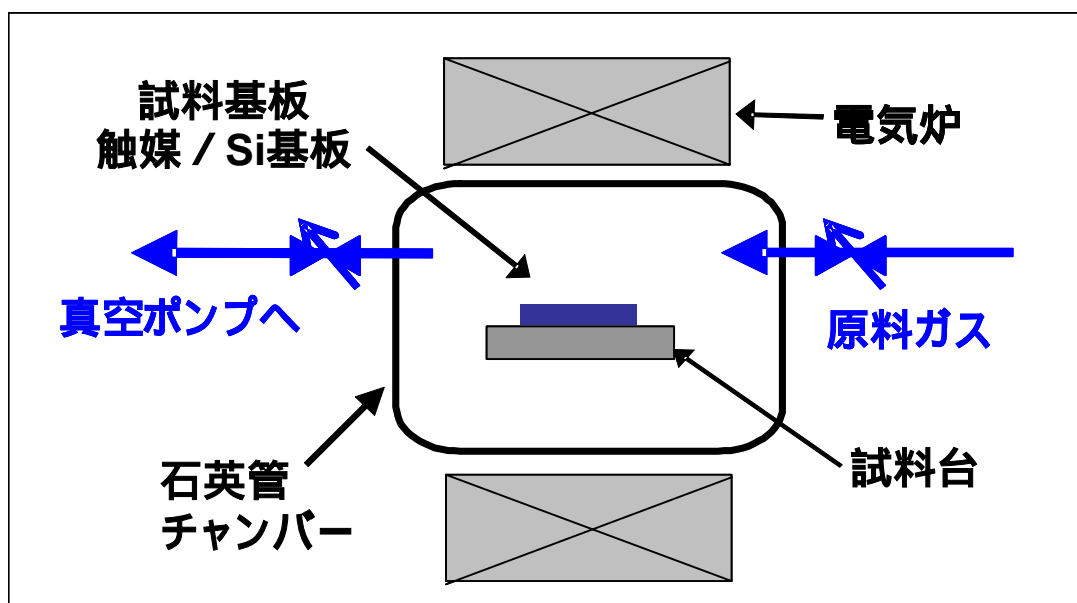 試料基板
触媒 / Si基板
電気炉
真空ポンプへ
原料ガス
石英管
チャンバー
試料台